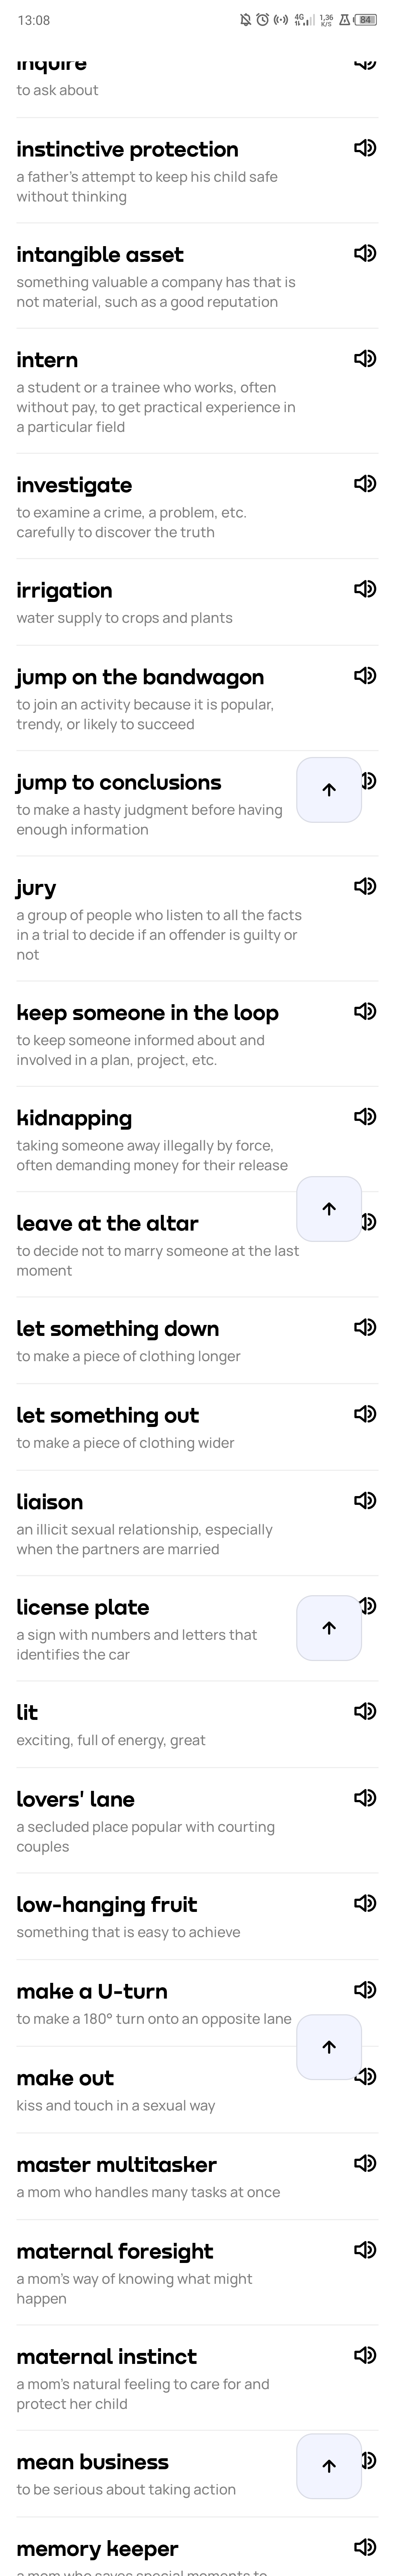 13:08
4G
1,36
K/S
84
inquire
to ask about
instinctive protection
a father's attempt to keep his child safe
without thinking
intangible asset
something valuable a company has that is
not material, such as a good reputation
intern
a student or a trainee who works, often
without pay, to get practical experience in
a particular field
investigate
to examine a crime, a problem, etc.
carefully to discover the truth
irrigation
water supply to crops and plants
jump on the bandwagon
to join an activity because it is popular,
trendy, or likely to succeed
jump to conclusions
to make a hasty judgment before having
enough information
jury
a group of people who listen to all the facts
in a trial to decide if an offender is guilty or
not
keep someone in the loop
to keep someone informed about and
involved in a plan, project, etc.
kidnapping
taking someone away illegally by force,
often demanding money for their release
leave at the altar
to decide not to marry someone at the last
moment
let something down
to make a piece of clothing longer
let something out
to make a piece of clothing wider
liaison
an illicit sexual relationship, especially
when the partners are married
license plate
a sign with numbers and letters that
identifies the car
lit
exciting, full of energy, great
lovers' lane
a secluded place popular with courting
couples
low-hanging fruit
something that is easy to achieve
make a U-turn
to make a 180° turn onto an opposite lane
make out
kiss and touch in a sexual way
master multitasker
a mom who handles many tasks at once
maternal foresight
a mom's way of knowing what might
happen
maternal instinct
a mom's natural feeling to care for and
protect her child
mean business
to be serious about taking action
memory keeper
a mom who saves special moments to